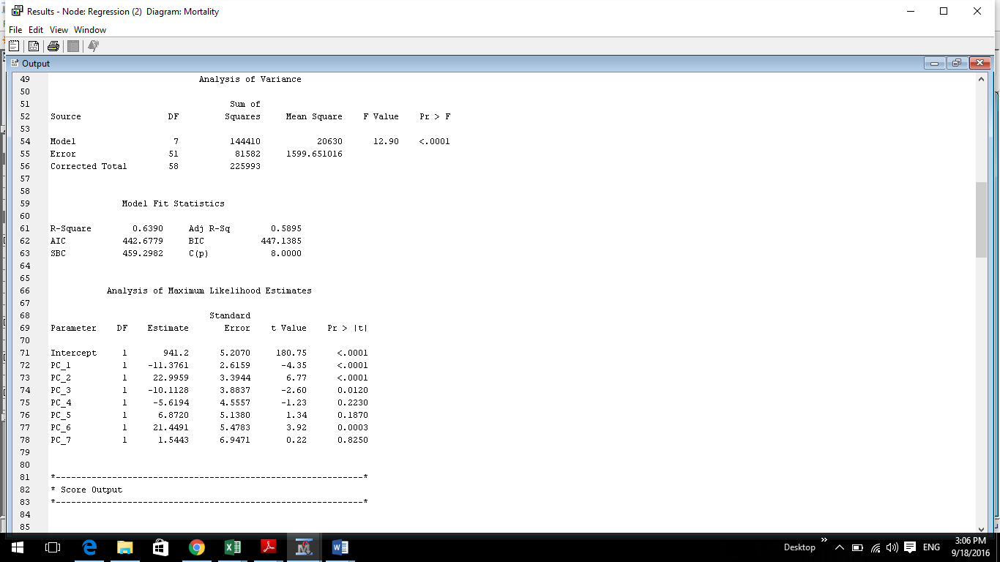 Results - Node: Regression (2)  Diagram: Mortality
File Edit View Window
Output
49 Analysis of Variance
50
51 Sum of
52 Source DF Squares Mean Square F Value Pr > F
53
54 Model 7 144410 20630 12.90 <.0001
55 Error 51 81582 1599.651016
56 Corrected Total 58 225993
57
58
59 Model Fit Statistics
60
61 R-Square 0.6390 Adj R-Sq 0.5895
62 AIC 442.6779 BIC 447.1385
63 SBC 459.2982 C(p) 8.0000
64
65
66 Analysis of Maximum Likelihood Estimates
67
68 Standard
69 Parameter DF Estimate Error t Value Pr > |t|
70
71 Intercept 1 941.2 5.2070 180.75 <.0001
72 PC_1 1 -11.3761 2.6159 -4.35 <.0001
73 PC_2 1 22.9959 3.3944 6.77 <.0001
74 PC_3 1 -10.1128 3.8837 -2.60 0.0120
75 PC_4 1 -5.6194 4.5557 -1.23 0.2230
76 PC_5 1 6.8720 5.1380 1.34 0.1870
77 PC_6 1 21.4491 5.4783 3.92 0.0003
78 PC_7 1 1.5443 6.9471 0.22 0.8250
79
80
81 *------------------------------------------------------------*
82 * Score Output
83 *------------------------------------------------------------*
84
85
Desktop ENG 3:06 PM
9/18/2016